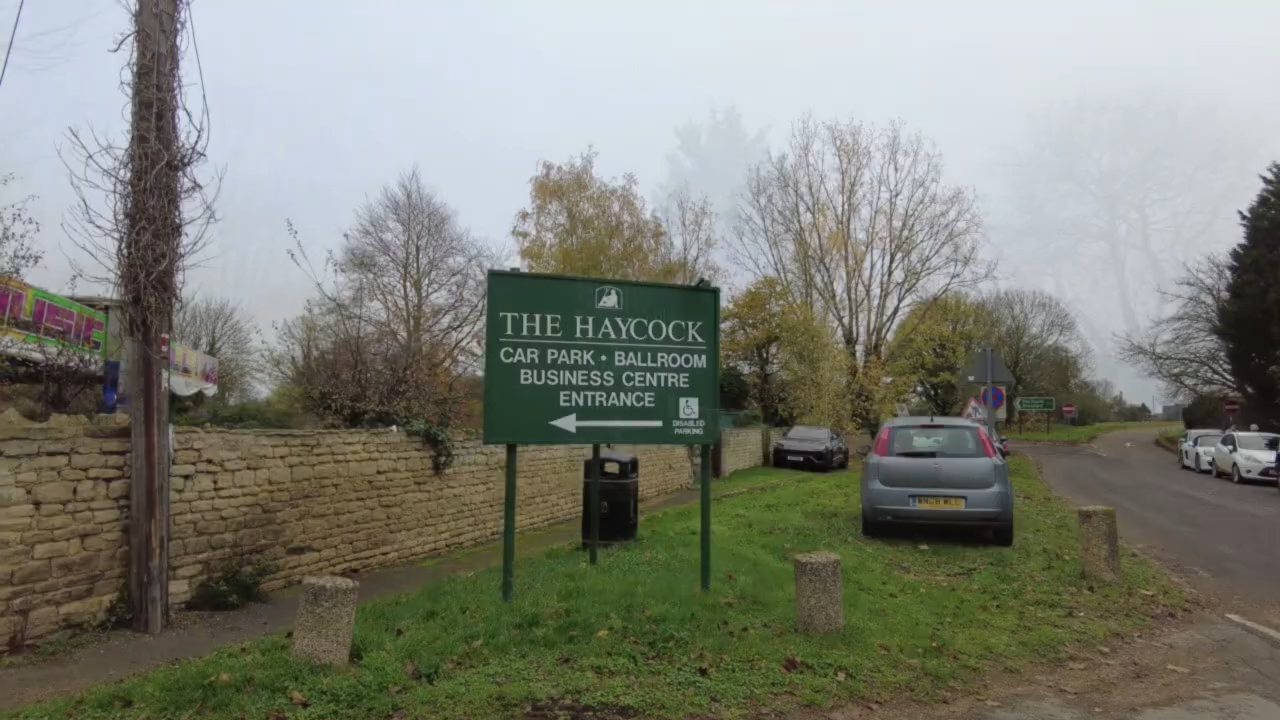 THE HAYCOCK
CAR PARK • BALLROOM
BUSINESS CENTRE
ENTRANCE
DISABLED
PARKING